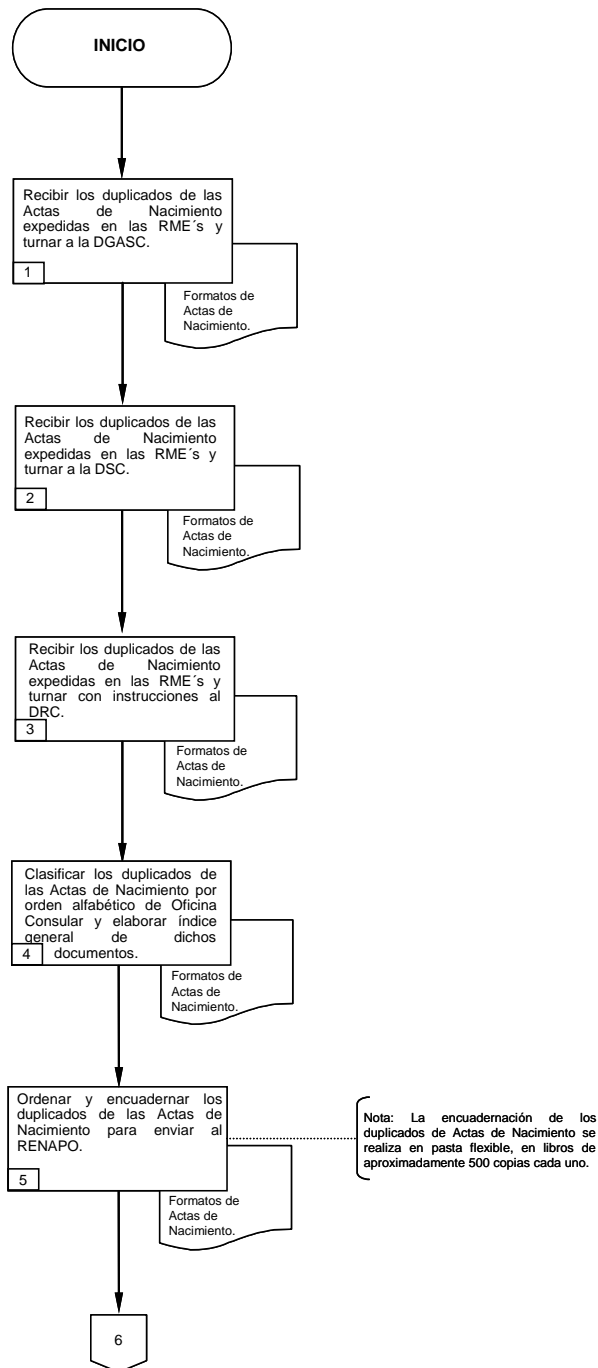 INICIO
Recibir los duplicados de las
Actas de Nacimiento
expedidas en las RME´s y
turnar a la DGASC.
1
Formatos de
Actas de
Nacimiento.
Recibir los duplicados de las
Actas de Nacimiento
expedidas en las RME´s y
turnar a la DSC.
2
Formatos de
Actas de
Nacimiento.
Recibir los duplicados de las
Actas de Nacimiento
expedidas en las RME´s y
turnar con instrucciones al
DRC.
3
Formatos de
Actas de
Nacimiento.
Clasificar los duplicados de
las Actas de Nacimiento por
orden alfabético de Oficina
Consular y elaborar índice
general de dichos
documentos.
4
Formatos de
Actas de
Nacimiento.
Ordenar y encuadernar los
duplicados de las Actas de
Nacimiento para enviar al
RENAPO.
5
Formatos de
Actas de
Nacimiento.
Nota: La encuadernación de los
duplicados de Actas de Nacimiento se
realiza en pasta flexible, en libros de
aproximadamente 500 copias cada uno.
6